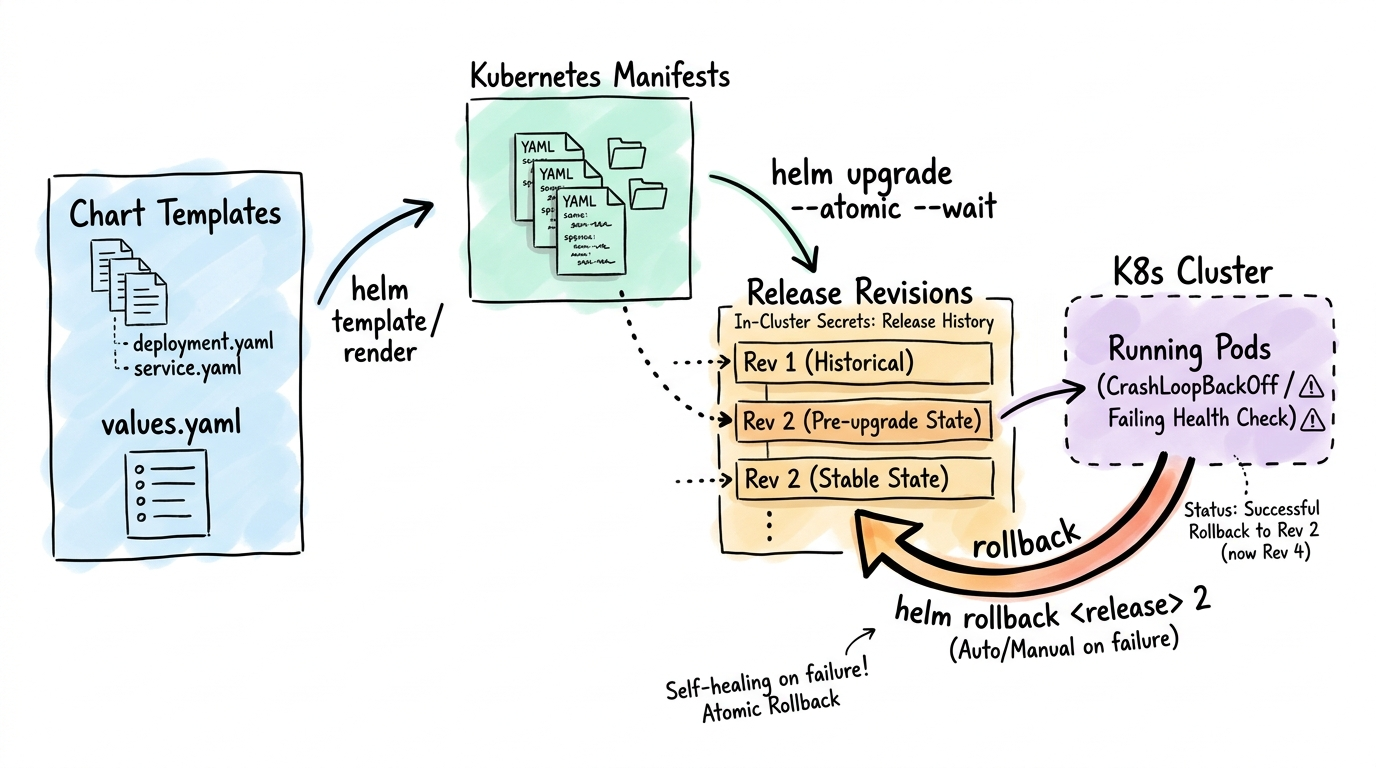 Kubernetes Manifests
YAML
YAML
YAML
Chart Templates
deployment.yaml
service.yaml
values.yaml
helm
template/
render
helm upgrade
--atomic --wait
Release Revisions
In-Cluster Secrets: Release History
Rev 1 (Historical)
Rev 2 (Pre-upgrade State)
Rev 2 (Stable State)
K8s Cluster
Running Pods
(CrashLoopBackOff /
Failing Health Check)
Status: Successful
Rollback to Rev 2
(now Rev 4)
rollback
helm rollback <release> 2
(Auto/Manual on failure)
Self-healing on failure!
Atomic Rollback